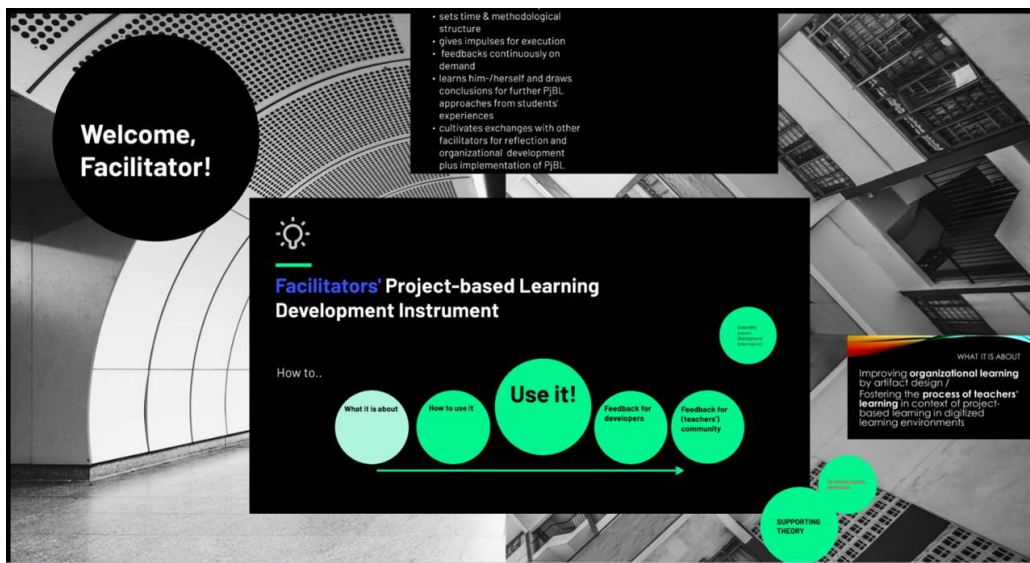 • sets time & methodological
structure
• gives impulses for execution
• feedbacks continuously on
demand
• learns him-/herself and draws
conclusions for further PjBL
approaches from students'
experiences
• cultivates exchanges with other
facilitators for reflection and
organizational development
plus implementation of PjBL
Welcome,
Facilitator!
Facilitators' Project-based Learning
Development Instrument
How to..
What it is about
How to use it
Use it!
Feedback for
developers
Feedback for
(teachers')
community
Scientific
(Background
information)
WHAT IT IS ABOUT
Improving organizational learning
by artifact design /
Fostering the process of teachers'
learning in context of project-
based learning in digitized
learning environments
SUPPORTING
THEORY